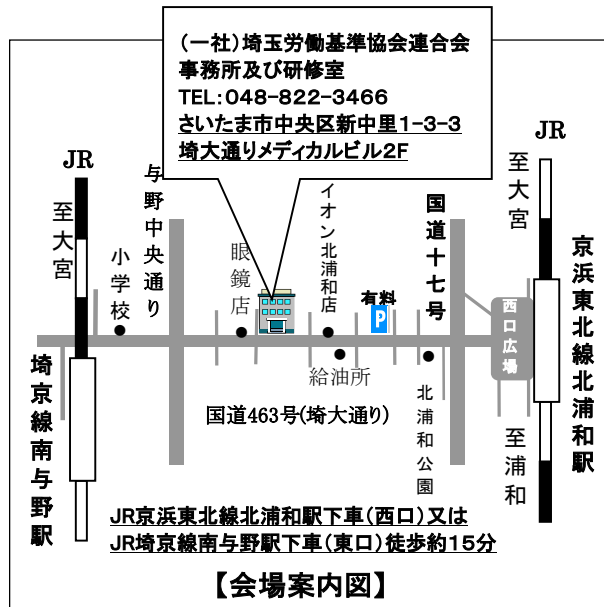 (一社)埼玉労働基準協会連合会
事務所及び研修室
TEL:048-822-3466
さいたま市中央区新中里1-3-3
埼大通りメディカルビル2F
JR
至大宮
小学校
与野中央通り
眼鏡店
イオン北浦和店
有料
P
国道十七号
JR
至大宮
京浜東北線北浦和駅
西口広場
埼京線南与野駅
給油所
国道463号(埼大通り)
北浦和公園
至浦和
JR京浜東北線北浦和駅下車(西口)又は
JR埼京線南与野駅下車(東口)徒歩約15分
【会場案内図】